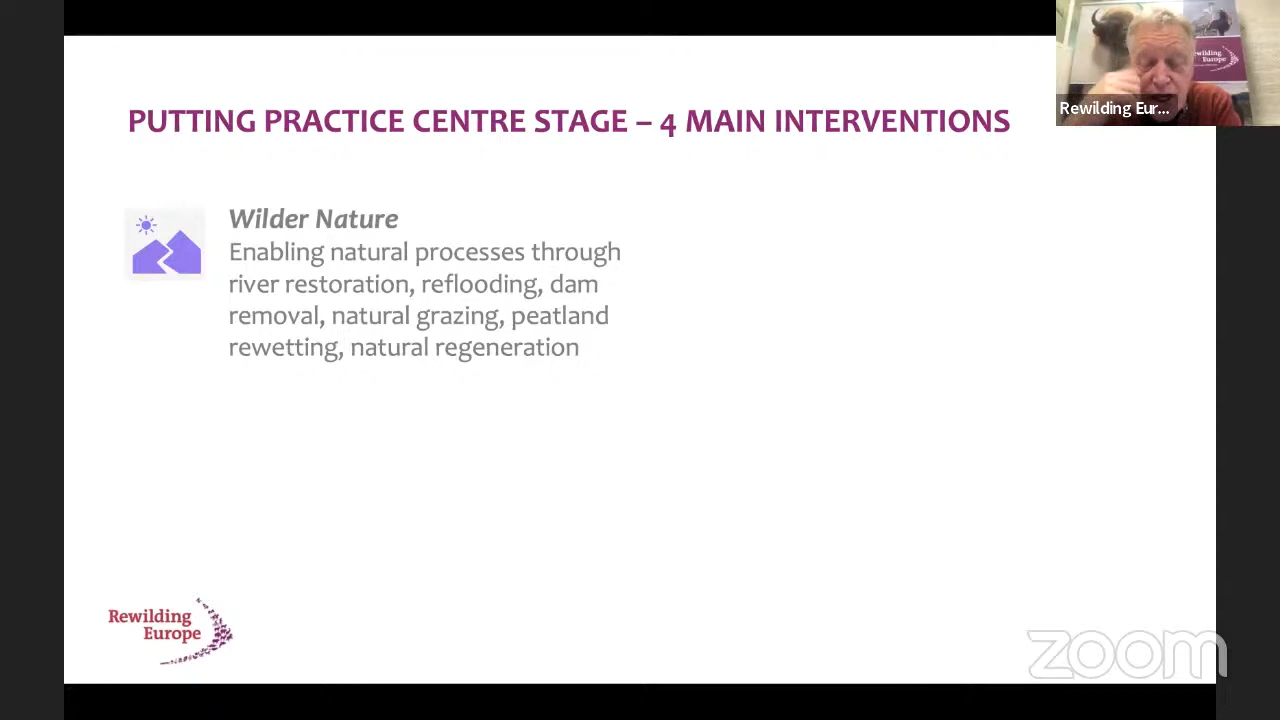 PUTTING PRACTICE CENTRE STAGE – 4 MAIN INTERVENTIONS
Rewilding Eur...
Wilder Nature
Enabling natural processes through
river restoration, reflooding, dam
removal, natural grazing, peatland
rewetting, natural regeneration
Rewilding
Europe
zoom